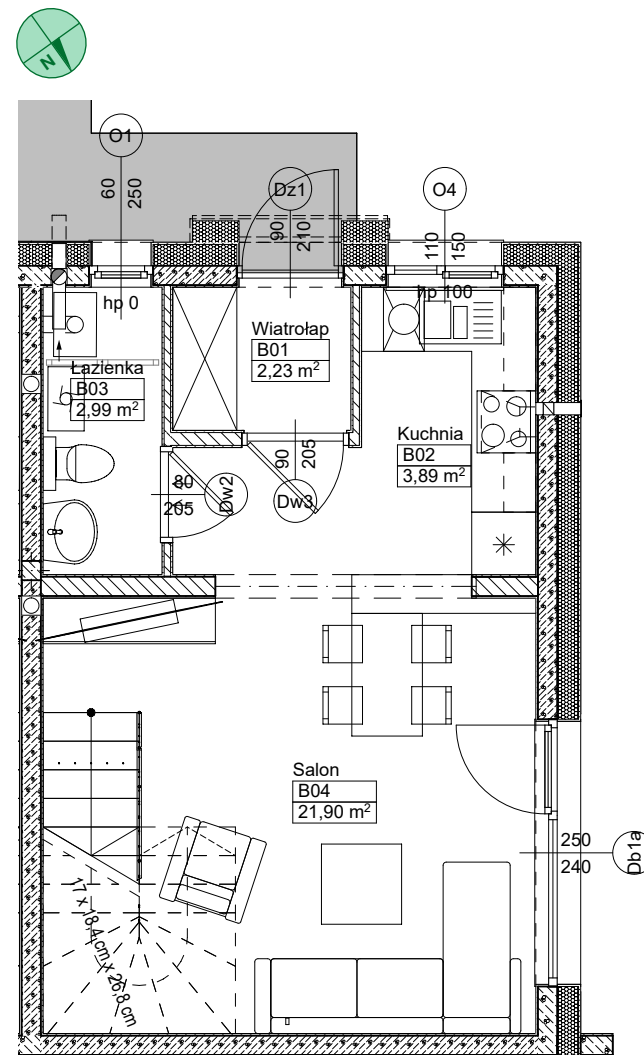 N
O1
60
250
Dz1
90
210
O4
110
150
hp 0
hp 100
Wiatrołap
B01
2,23 m²
Łazienka
B03
2,99 m²
Kuchnia
B02
3,89 m²
80
205
Dw2
90
205
Dw3
Salon
B04
21,90 m²
250
240
Db1a
17 x 18,4 cm x 26,8 cm